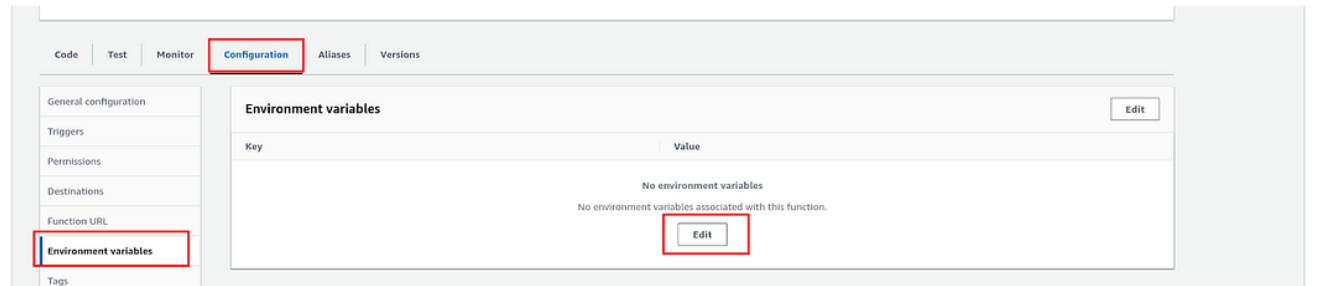 Code Test Monitor Configuration Aliases Versions
General configuration
Triggers
Permissions
Destinations
Function URL
Environment variables
Tags
Environment variables Edit
Key Value
No environment variables
No environment variables associated with this function.
Edit